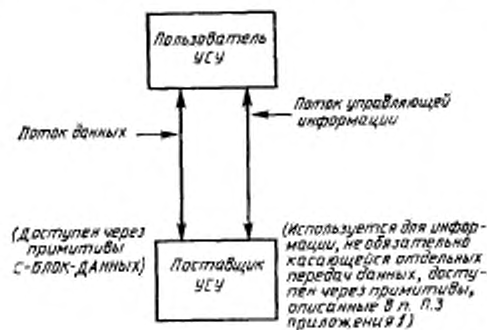 Пользователь
УСУ
Поток управляющей
информации
Поток данных
(Доступен через
примитивы
С-БЛОК-ДАННЫХ)
Поставщик
УСУ
(Используется для инфор-
мации, не обязательно
касающейся отдельных
передач данных, досту-
пен через примитивы,
описанные в п. П.3
приложения 1)